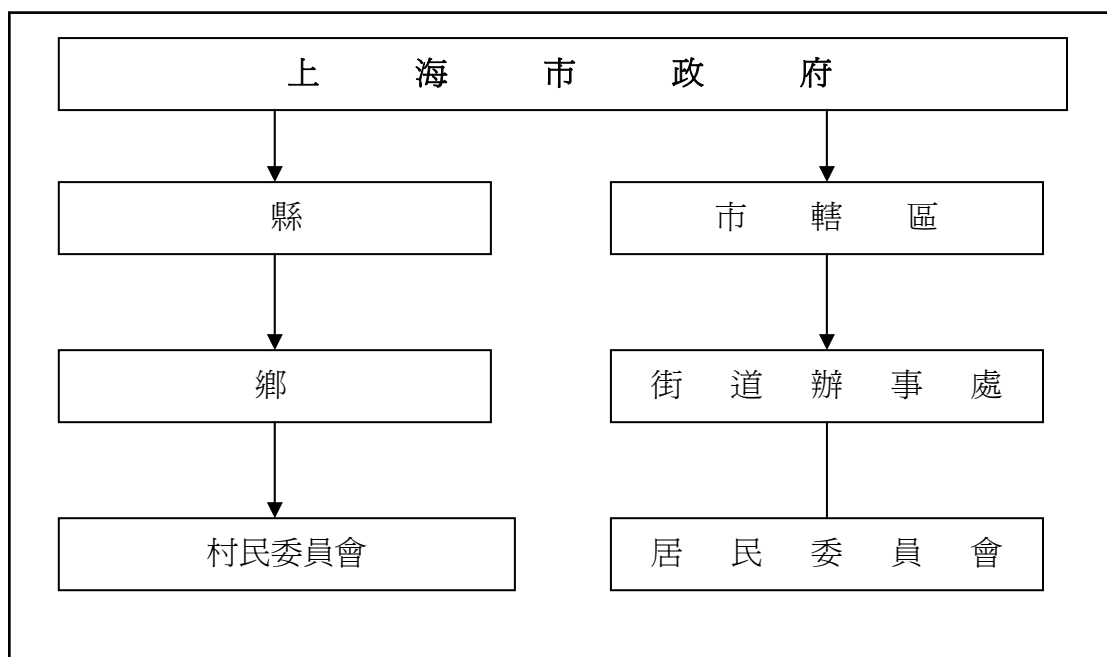 上海市政府
縣
市轄區
鄉
街道辦事處
村民委員會
居民委員會